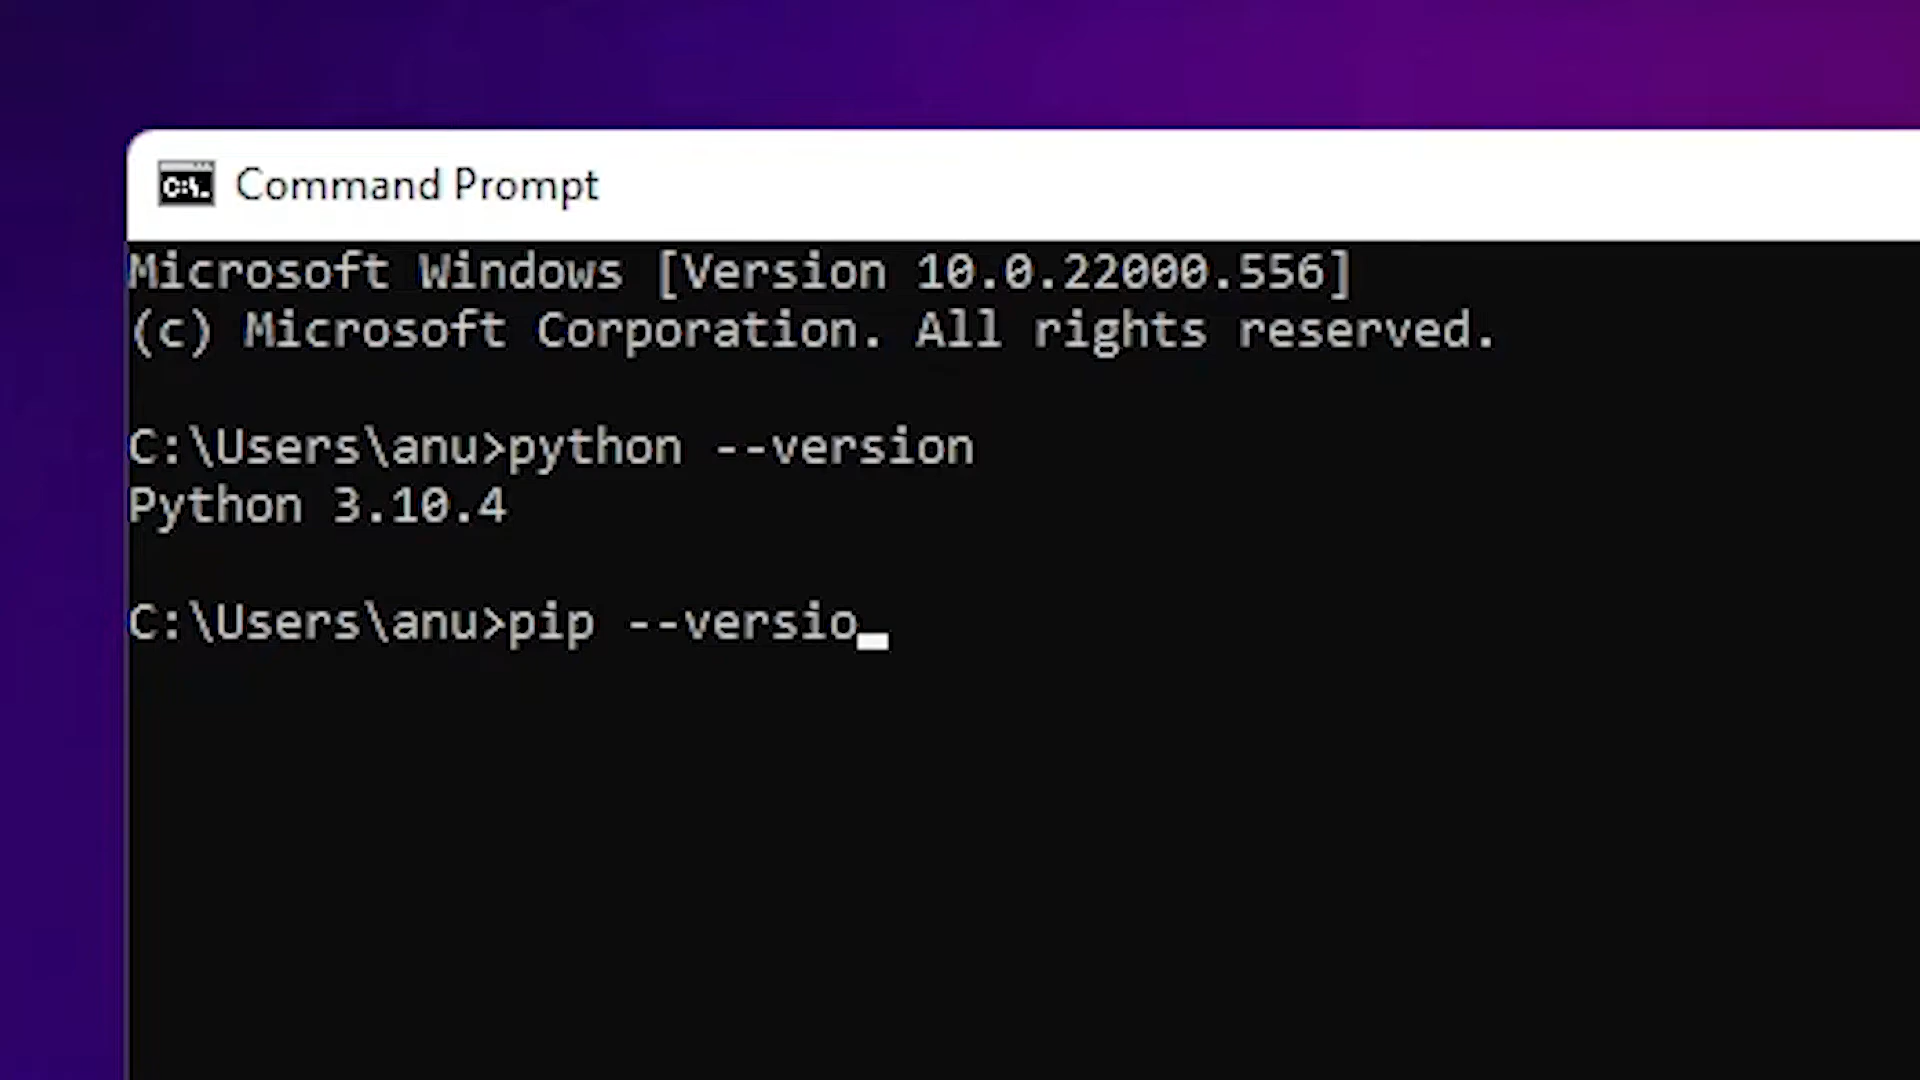 C:\.
Command Prompt
Microsoft Windows [Version 10.0.22000.556]
(c) Microsoft Corporation. All rights reserved.
C:\Users\anu>python --version
Python 3.10.4
C:\Users\anu>pip --versio